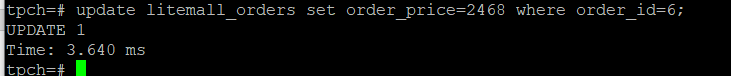 tpch=# update litemall_orders set order_price=2468 where order_id=6;
UPDATE 1
Time: 3.640 ms
tpch=#